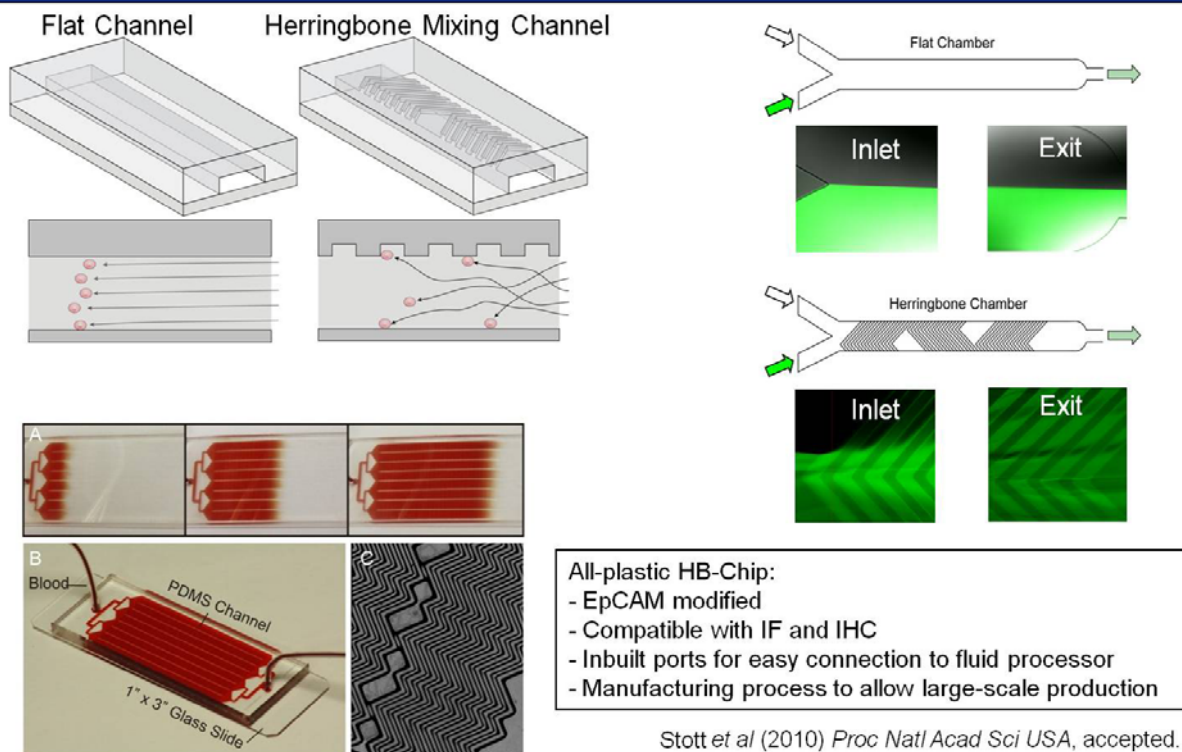 Flat Channel
Herringbone Mixing Channel
Flat Chamber
Inlet
Exit
Herringbone Chamber
Inlet
Exit
A
B
Blood
PDMS Channel
1" x 3" Glass Slide
C
All-plastic HB-Chip:
- EpCAM modified
- Compatible with IF and IHC
- Inbuilt ports for easy connection to fluid processor
- Manufacturing process to allow large-scale production
Stott et al (2010) Proc Natl Acad Sci USA, accepted.